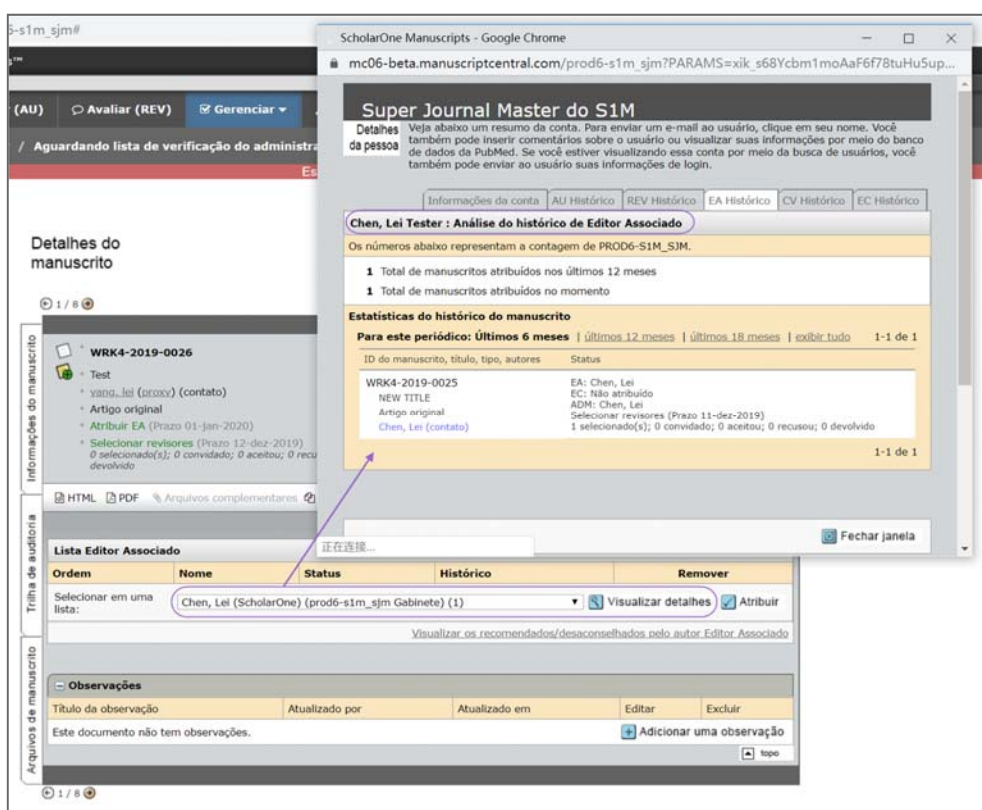 6-s1m_sjm#
s™
(AU)
Avaliar (REV)
Gerenciar
/ Aguardando lista de verificação do administra
Es
Detalhes do
manuscrito
1 / 8
Informações do manuscrito
Trilha de auditoria
Arquivos de manuscrito
WRK4-2019-0026
Test
yang, lei (proxy) (contato)
Artigo original
Atribuir EA (Prazo 01-jan-2020)
Selecionar revisores (Prazo 12-dez-2019)
0 selecionado(s); 0 convidado; 0 aceitou; 0 recu
devolvido
HTML PDF Arquivos complementares
Lista Editor Associado
Ordem Nome Status Histórico Remover
Selecionar em uma
lista:
Chen, Lei (ScholarOne) (prod6-s1m_sjm Gabinete) (1)
Visualizar detalhes
Atribuir
Visualizar os recomendados/desaconselhados pelo autor Editor Associado
Observações
Título da observação Atualizado por Atualizado em Editar Excluir
Este documento não tem observações.
Adicionar uma observação
topo
1 / 8
ScholarOne Manuscripts - Google Chrome
mc06-beta.manuscriptcentral.com/prod6-s1m_sjm?PARAMS=xik_s68Ycbm1moAaF6f78tuHu5up...
Super Journal Master do S1M
Detalhes
da pessoa
Veja abaixo um resumo da conta. Para enviar um e-mail ao usuário, clique em seu nome. Você
também pode inserir comentários sobre o usuário ou visualizar suas informações por meio do banco
de dados da PubMed. Se você estiver visualizando essa conta por meio da busca de usuários, você
também pode enviar ao usuário suas informações de login.
Informações da conta AU Histórico REV Histórico EA Histórico CV Histórico EC Histórico
Chen, Lei Tester : Análise do histórico de Editor Associado
Os números abaixo representam a contagem de PROD6-S1M_SJM.
1 Total de manuscritos atribuídos nos últimos 12 meses
1 Total de manuscritos atribuídos no momento
Estatísticas do histórico do manuscrito
Para este periódico: Últimos 6 meses | últimos 12 meses | últimos 18 meses | exibir tudo 1-1 de 1
ID do manuscrito, título, tipo, autores Status
WRK4-2019-0025
NEW TITLE
Artigo original
Chen, Lei (contato)
EA: Chen, Lei
EC: Não atribuído
ADM: Chen, Lei
Selecionar revisores (Prazo 11-dez-2019)
1 selecionado(s); 0 convidado; 0 aceitou; 0 recusou; 0 devolvido
1-1 de 1
Fechar janela
正在连接...